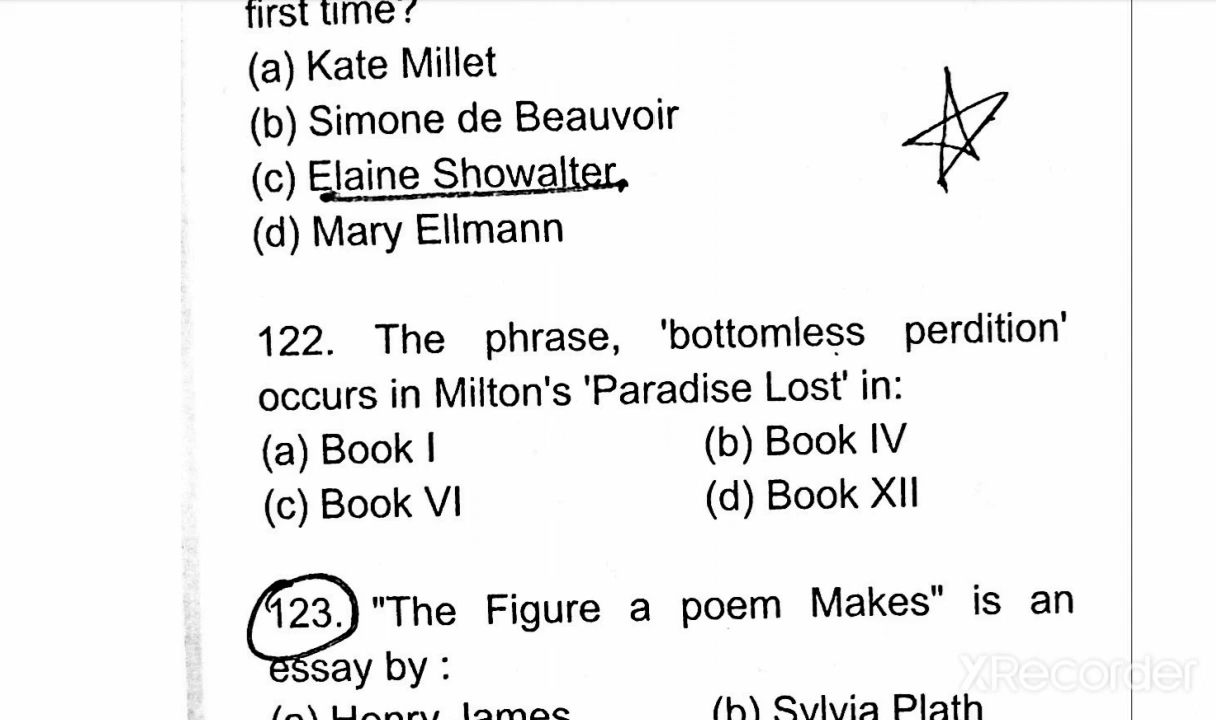 first time?
(a) Kate Millet
(b) Simone de Beauvoir
(c) Elaine Showalter
(d) Mary Ellmann
122. The phrase, 'bottomless perdition'
occurs in Milton's 'Paradise Lost' in:
(a) Book I (b) Book IV
(c) Book VI (d) Book XII
123. "The Figure a poem Makes" is an
essay by :
(a) Henry James (b) Sylvia Plath
XRecorder